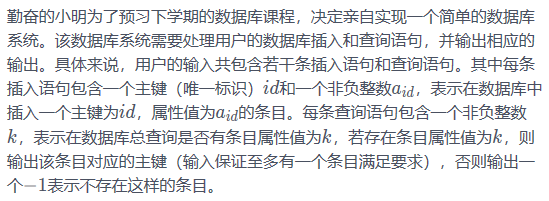 勤奋的小明为了预习下学期的数据库课程，决定亲自实现一个简单的数据库
系统。该数据库系统需要处理用户的数据库插入和查询语句，并输出相应的
输出。具体来说，用户的输入共包含若干条插入语句和查询语句。其中每条
插入语句包含一个主键（唯一标识）id和一个非负整数a_{id}，表示在数据库中
插入一个主键为id，属性值为a_{id}的条目。每条查询语句包含一个非负整数
k，表示在数据库总查询是否有条目属性值为k，若存在条目属性值为k，则
输出该条目对应的主键（输入保证至多有一个条目满足要求），否则输出一
个−1表示不存在这样的条目。